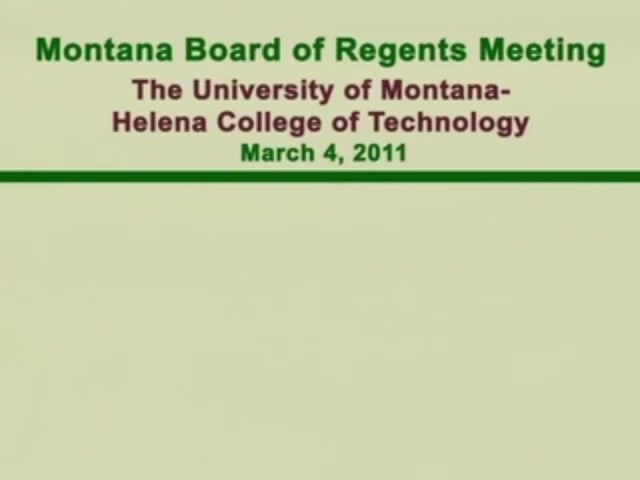 Montana Board of Regents Meeting
The University of Montana-
Helena College of Technology
March 4, 2011